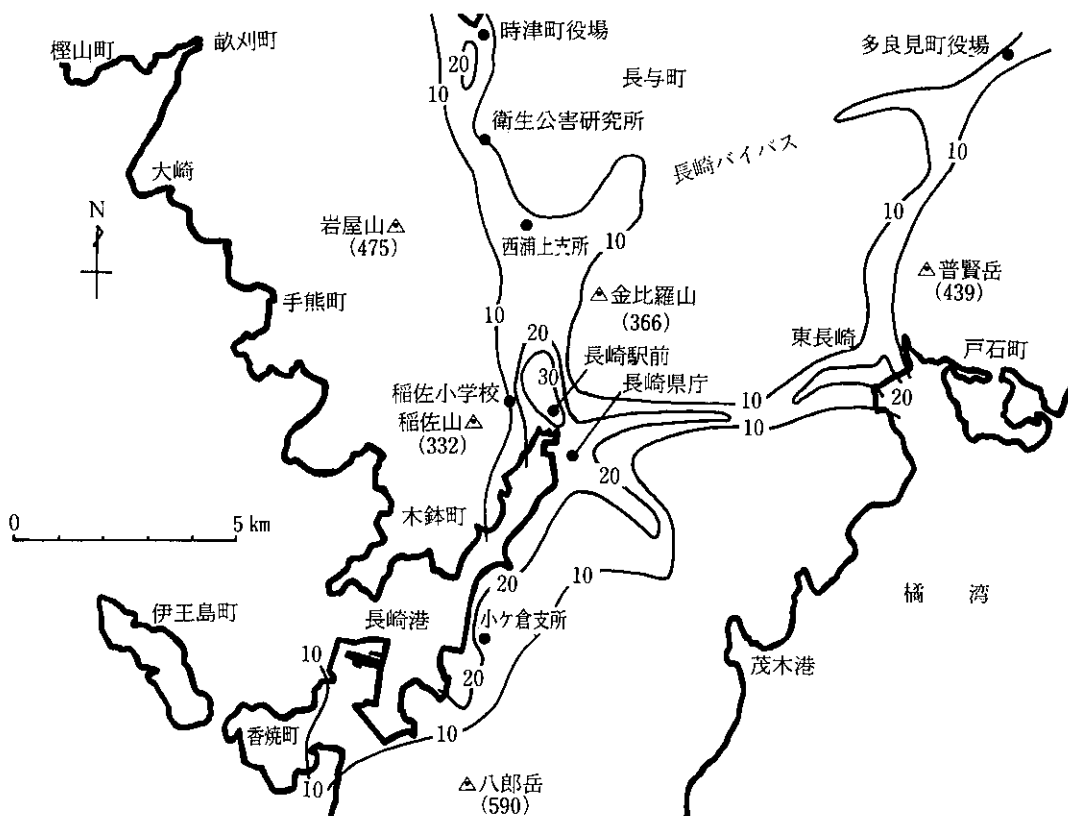 時津町役場
畝刈町
樫山町
多良見町役場
20
長与町
10
衛生公害研究所
長崎バイパス
10
大崎
N
岩屋山
(475)
西浦上支所
10
10
普賢岳
(439)
金比羅山
(366)
手熊町
10
20
東長崎
戸石町
長崎駅前
30
長崎県庁
稲佐小学校
稲佐山
(332)
10
10
20
20
木鉢町
0
5km
20
10
伊王島町
長崎港
小ケ倉支所
橘湾
10
茂木港
20
香焼町
10
10
八郎岳
(590)